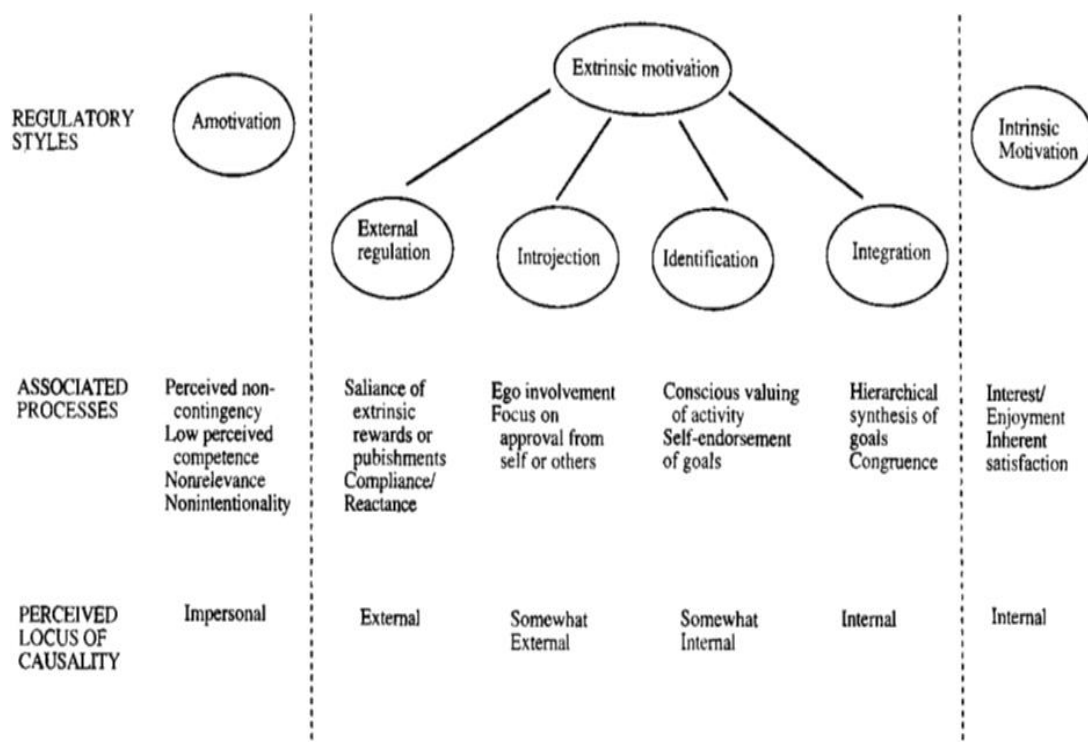 Extrinsic motivation
REGULATORY
STYLES
Amotivation
Intrinsic
Motivation
External
regulation
Introjection
Identification
Integration
ASSOCIATED
PROCESSES
Perceived non-
contingency
Low perceived
competence
Nonrelevance
Nonintentionality
Saliance of
extrinsic
rewards or
pubishments
Compliance/
Reactance
Ego involvement
Focus on
approval from
self or others
Conscious valuing
of activity
Self-endorsement
of goals
Hierarchical
synthesis of
goals
Congruence
Interest/
Enjoyment
Inherent
satisfaction
PERCEIVED
LOCUS OF
CAUSALITY
Impersonal
External
Somewhat
External
Somewhat
Internal
Internal
Internal